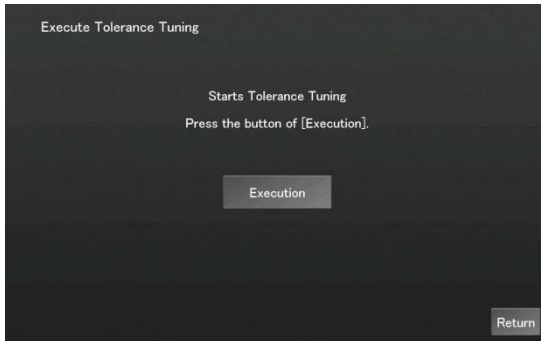 Execute Tolerance Tuning
Starts Tolerance Tuning
Press the button of [Execution].
Execution
Return